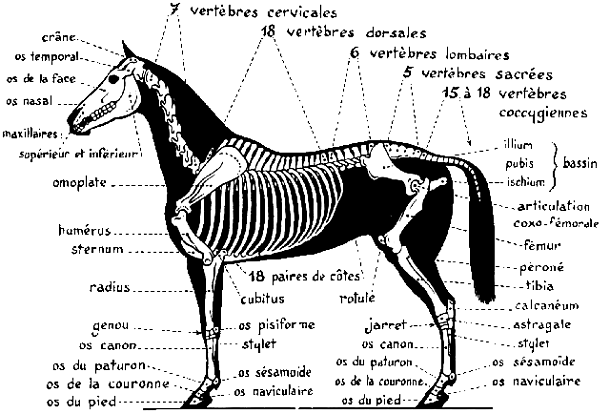 7 vertèbres cervicales
18 vertèbres dorsales
6 vertèbres lombaires
5 vertèbres sacrées
15 à 18 vertèbres
coccygiennes
crâne
os temporal
os de la face
os nasal
maxillaires :
supérieur et inférieur
omoplate
humérus
sternum
radius
genou
os canon
os du paturon
os de la couronne
os du pied
18 paires de côtes
cubitus
rotule
os pisiforme
stylet
os sésamoïde
os naviculaire
jarret
os canon
os du paturon
os de la couronne
os du pied
illium
pubis
ischium
bassin
articulation
coxo-fémorale
fémur
peroné
tibia
calcanéum
astragale
stylet
os sésamoïde
os naviculaire